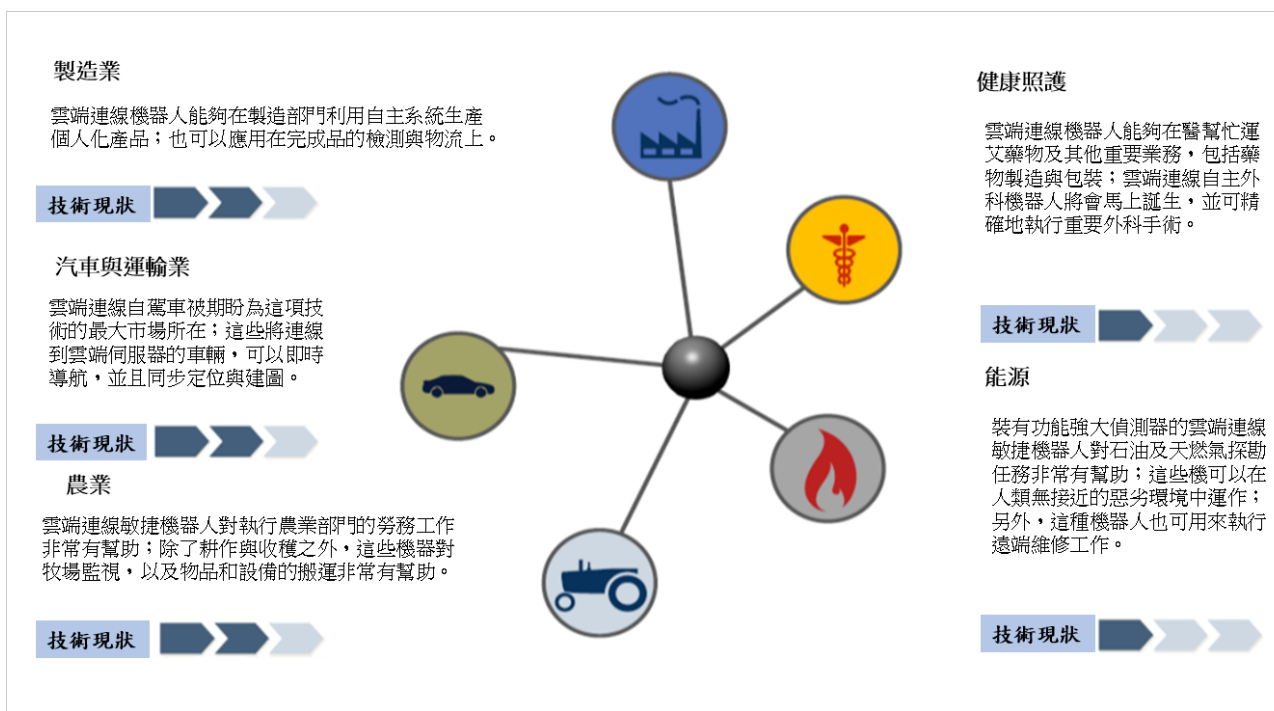 製造業
雲端連線機器人能夠在製造部門利用自主系統生產
個人化產品；也可以應用在完成品的檢測與物流上。
技術現狀
汽車與運輸業
雲端連線自駕車被期盼為這項技
術的最大市場所在；這些將連線
到雲端伺服器的車輛，可以即時
導航，並且同步定位與建圖。
技術現狀
農業
雲端連線敏捷機器人對執行農業部門的勞務工作
非常有幫助；除了耕作與收穫之外，這些機器對
牧場監視，以及物品和設備的搬運非常有幫助。
技術現狀
健康照護
雲端連線機器人能夠在醫幫忙運
艾藥物及其他重要業務，包括藥
物製造與包裝；雲端連線自主外
科機器人將會馬上誕生，並可精
確地執行重要外科手術。
技術現狀
能源
裝有功能強大偵測器的雲端連線
敏捷機器人對石油及天燃氣探勘
任務非常有幫助；這些機可以在
人類無接近的惡劣環境中運作；
另外，這種機器人也可用來執行
遠端維修工作。
技術現狀